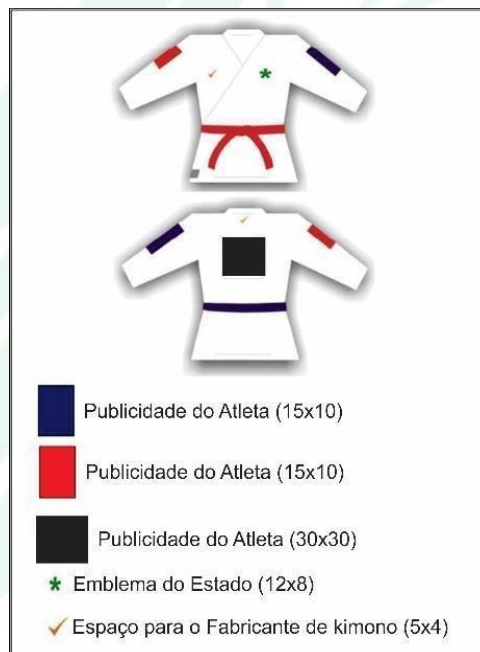 Publicidade do Atleta (15x10)
Publicidade do Atleta (15x10)
Publicidade do Atleta (30x30)
Emblema do Estado (12x8)
Espaço para o Fabricante de kimono (5x4)